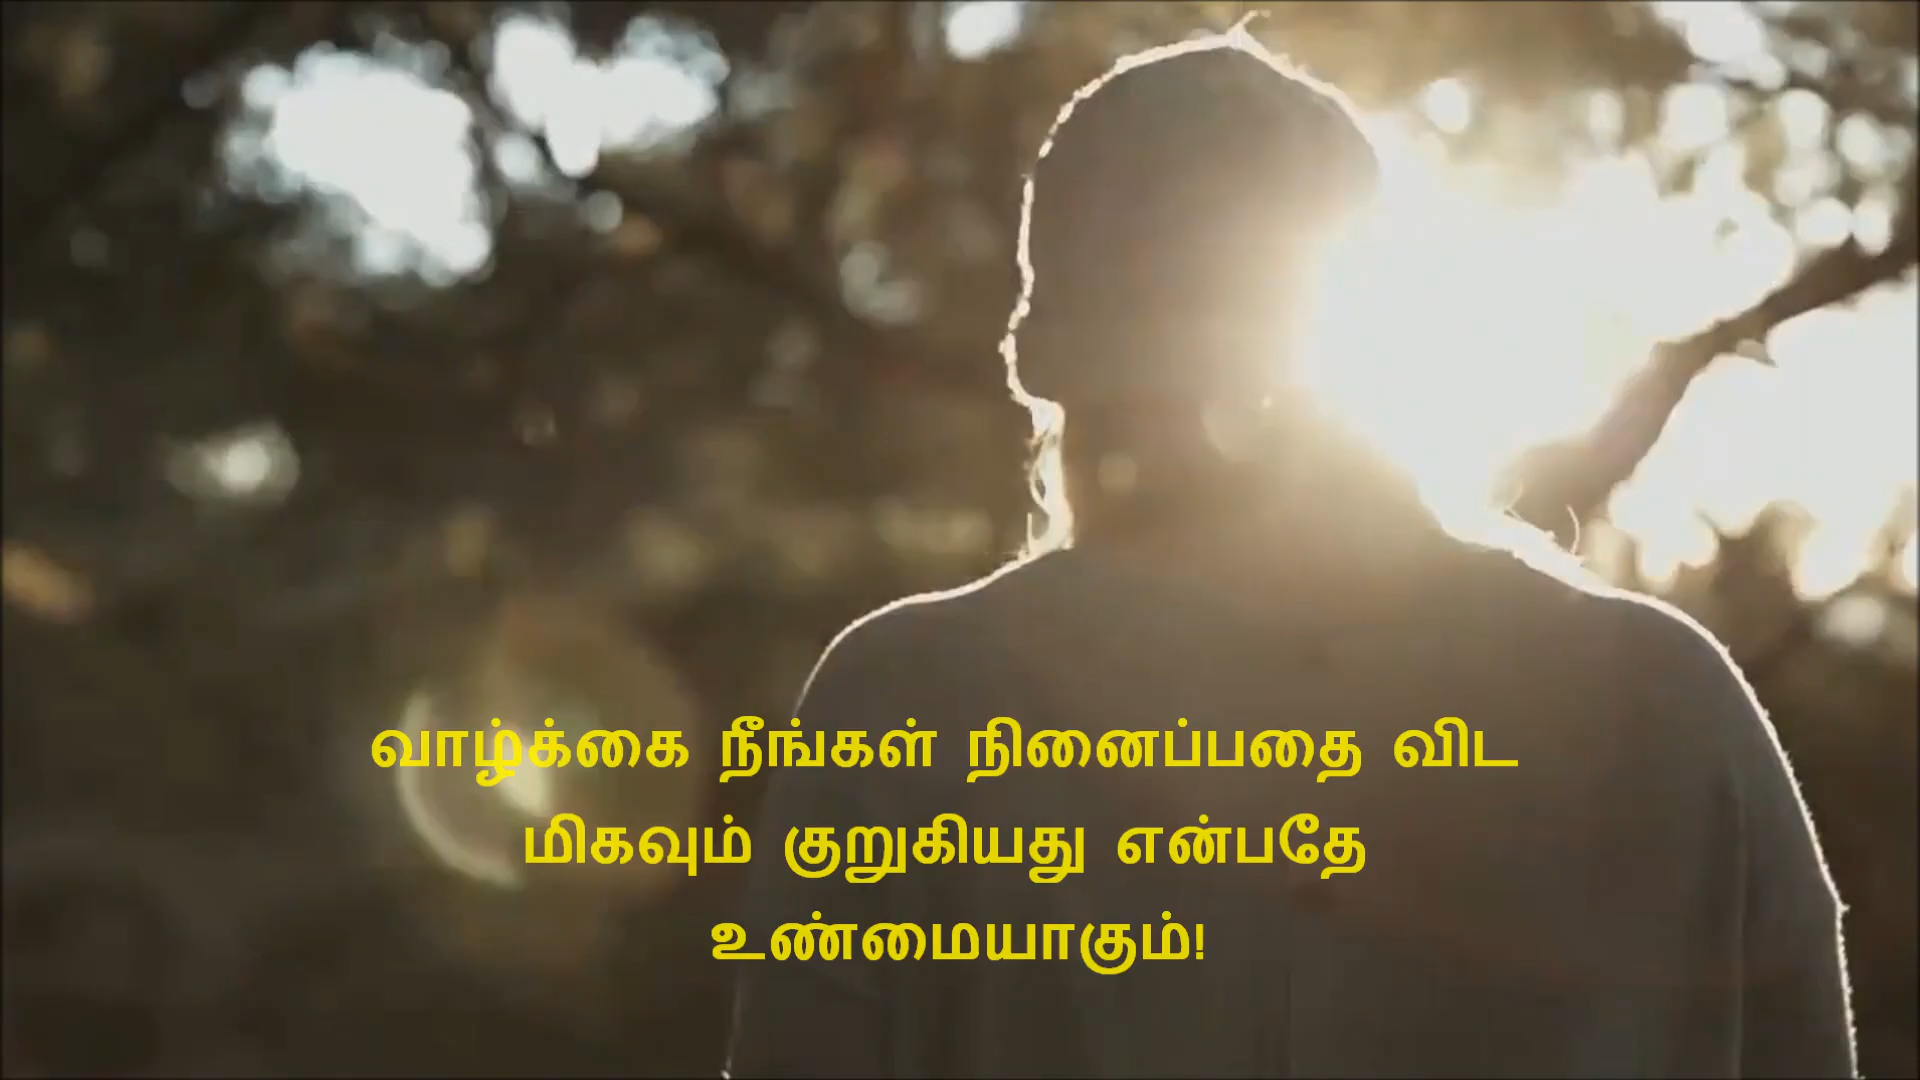 வாழ்க்கை நீங்கள் நினைப்பதை விட
மிகவும் குறுகியது என்பதே
உண்மையாகும்!